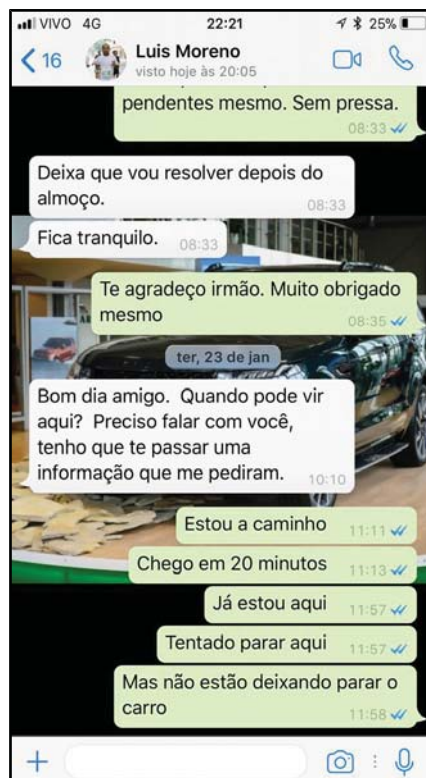 VIVO 4G 22:21 25%
16 Luis Moreno
visto hoje às 20:05
pendentes mesmo. Sem pressa.
08:33
Deixa que vou resolver depois do
almoço. 08:33
Fica tranquilo. 08:33
Te agradeço irmão. Muito obrigado
mesmo 08:35
ter, 23 de jan
Bom dia amigo. Quando pode vir
aqui? Preciso falar com você,
tenho que te passar uma
informação que me pediram. 10:10
Estou a caminho 11:11
Chego em 20 minutos 11:13
Já estou aqui 11:57
Tentado parar aqui 11:57
Mas não estão deixando parar o
carro 11:58